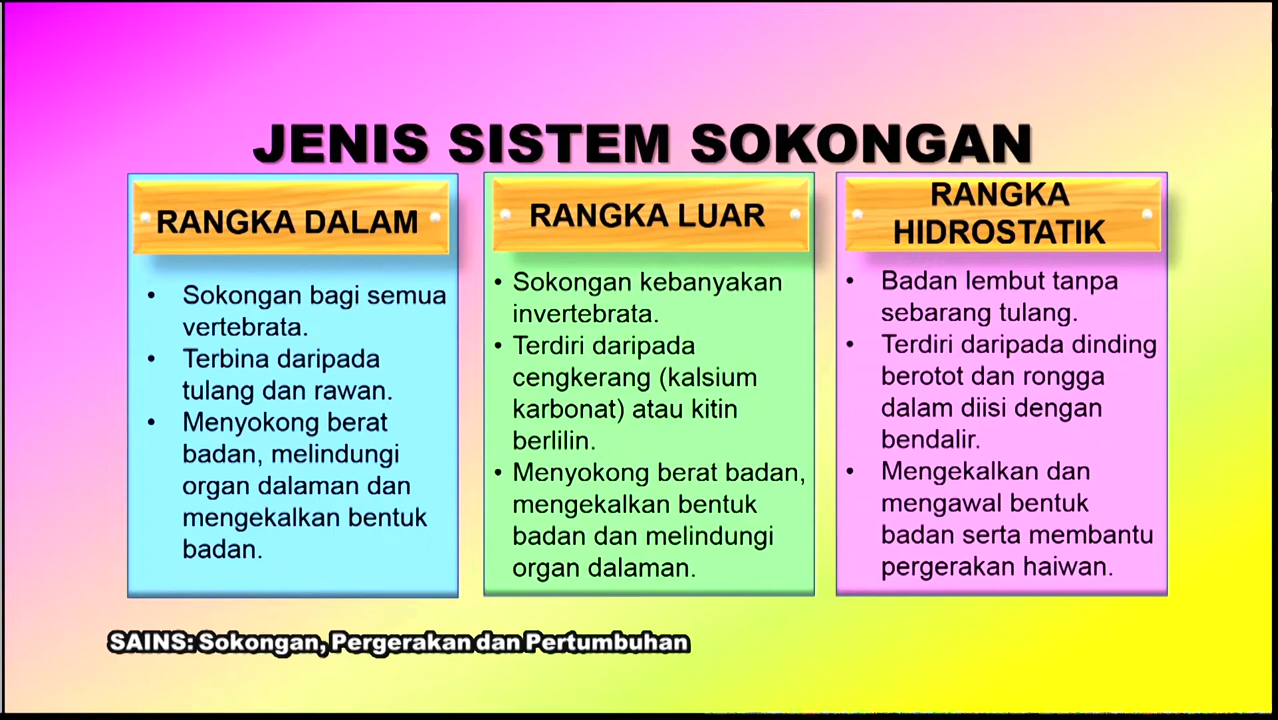 JENIS SISTEM SOKONGAN
RANGKA DALAM
• Sokongan bagi semua
vertebrata.
• Terbina daripada
tulang dan rawan.
• Menyokong berat
badan, melindungi
organ dalaman dan
mengekalkan bentuk
badan.
RANGKA LUAR
• Sokongan kebanyakan
invertebrata.
• Terdiri daripada
cengkerang (kalsium
karbonat) atau kitin
berlilin.
• Menyokong berat badan,
mengekalkan bentuk
badan dan melindungi
organ dalaman.
RANGKA
HIDROSTATIK
• Badan lembut tanpa
sebarang tulang.
• Terdiri daripada dinding
berotot dan rongga
dalam diisi dengan
bendalir.
• Mengekalkan dan
mengawal bentuk
badan serta membantu
pergerakan haiwan.
SAINS: Sokongan, Pergerakan dan Pertumbuhan